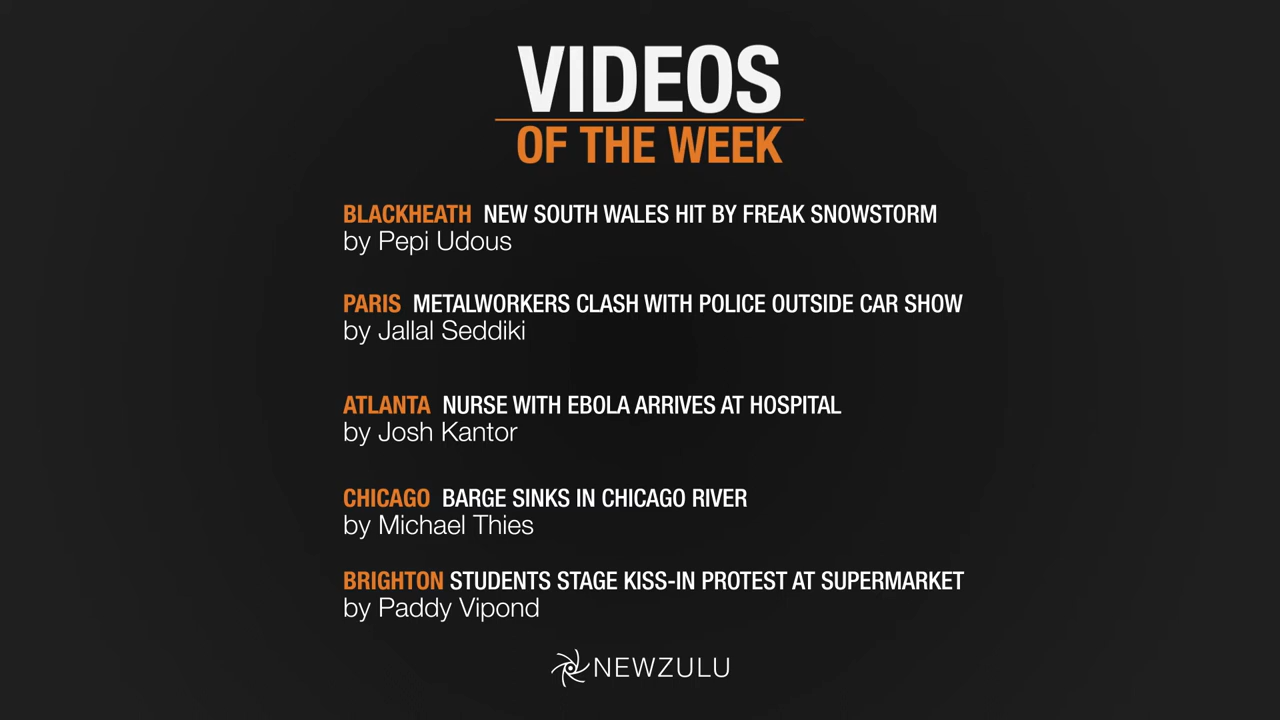 VIDEOS
OF THE WEEK
BLACKHEATH NEW SOUTH WALES HIT BY FREAK SNOWSTORM
by Pepi Udous
PARIS METALWORKERS CLASH WITH POLICE OUTSIDE CAR SHOW
by Jallal Seddiki
ATLANTA NURSE WITH EBOLA ARRIVES AT HOSPITAL
by Josh Kantor
CHICAGO BARGE SINKS IN CHICAGO RIVER
by Michael Thies
BRIGHTON STUDENTS STAGE KISS-IN PROTEST AT SUPERMARKET
by Paddy Vipond
NEWZULU